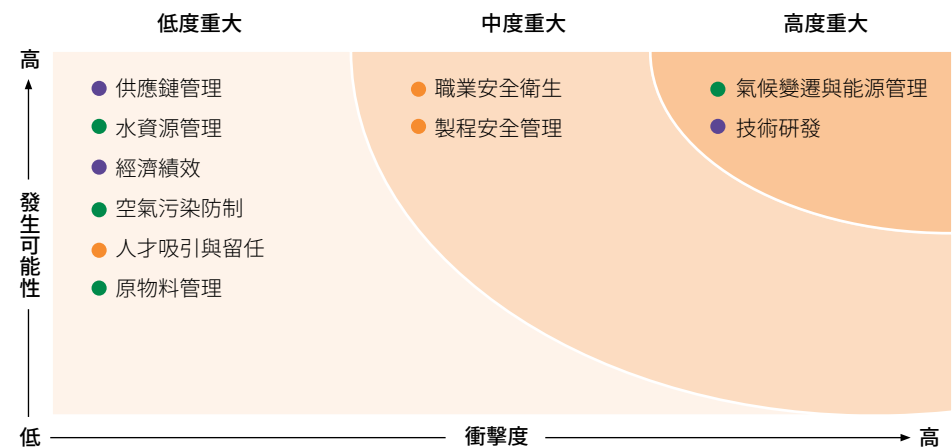 低度重大
中度重大
高度重大
高
發生可能性
低
供應鏈管理
水資源管理
經濟績效
空氣污染防制
人才吸引與留任
原物料管理
職業安全衛生
製程安全管理
氣候變遷與能源管理
技術研發
衝擊度
高